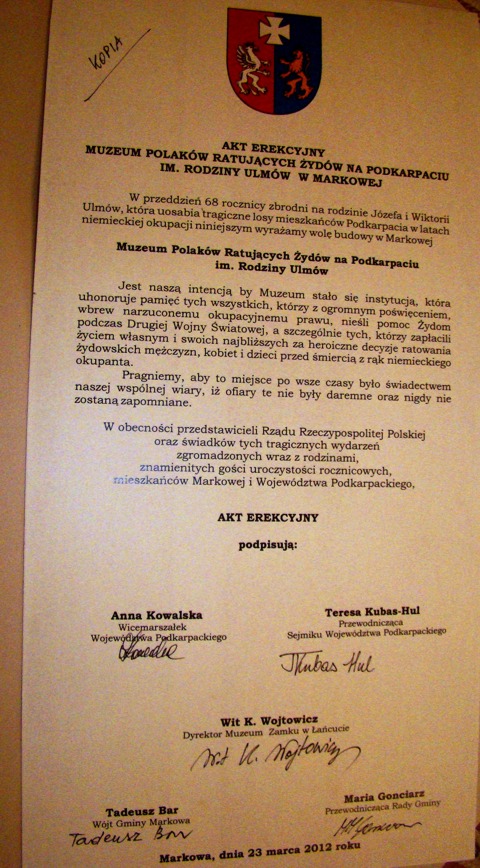 KOPIA
AKT EREKCYJNY
MUZEUM POLAKÓW RATUJĄCYCH ŻYDÓW NA PODKARPACIU
IM. RODZINY ULMÓW W MARKOWEJ
W przeddzień 68 rocznicy zbrodni na rodzinie Józefa i Wiktorii
Ulmów, która uosabia tragiczne losy mieszkańców Podkarpacia w latach
niemieckiej okupacji niniejszym wyrażamy wolę budowy w Markowej
Muzeum Polaków Ratujących Żydów na Podkarpaciu
im. Rodziny Ulmów
Jest naszą intencją by Muzeum stało się instytucją, która
uhonoruje pamięć tych wszystkich, którzy z ogromnym poświęceniem,
wbrew narzuconemu okupacyjnemu prawu, nieśli pomoc Żydom
podczas Drugiej Wojny Światowej, a szczególnie tych, którzy zapłacili
życiem własnym i swoich najbliższych za heroiczne decyzje ratowania
żydowskich mężczyzn, kobiet i dzieci przed śmiercią z rąk niemieckiego
okupanta.
Pragniemy, aby to miejsce po wsze czasy było świadectwem
naszej wspólnej wiary, iż ofiary te nie były daremne oraz nigdy nie
zostaną zapomniane.
W obecności przedstawicieli Rządu Rzeczypospolitej Polskiej
oraz świadków tych tragicznych wydarzeń
zgromadzonych wraz z rodzinami,
znamienitych gości uroczystości rocznicowych,
mieszkańców Markowej i Województwa Podkarpackiego,
AKT EREKCYJNY
podpisują:
Anna Kowalska
Wicemarszałek
Województwa Podkarpackiego
Teresa Kubas-Hul
Przewodnicząca
Sejmiku Województwa Podkarpackiego
TKubas Hul
Wit K. Wojtowicz
Dyrektor Muzeum Zamku w Łańcucie
Wit K. Wojtowicz
Tadeusz Bar
Wójt Gminy Markowa
Tadeusz Bar
Maria Gonciarz
Przewodnicząca Rady Gminy
Markowa, dnia 23 marca 2012 roku